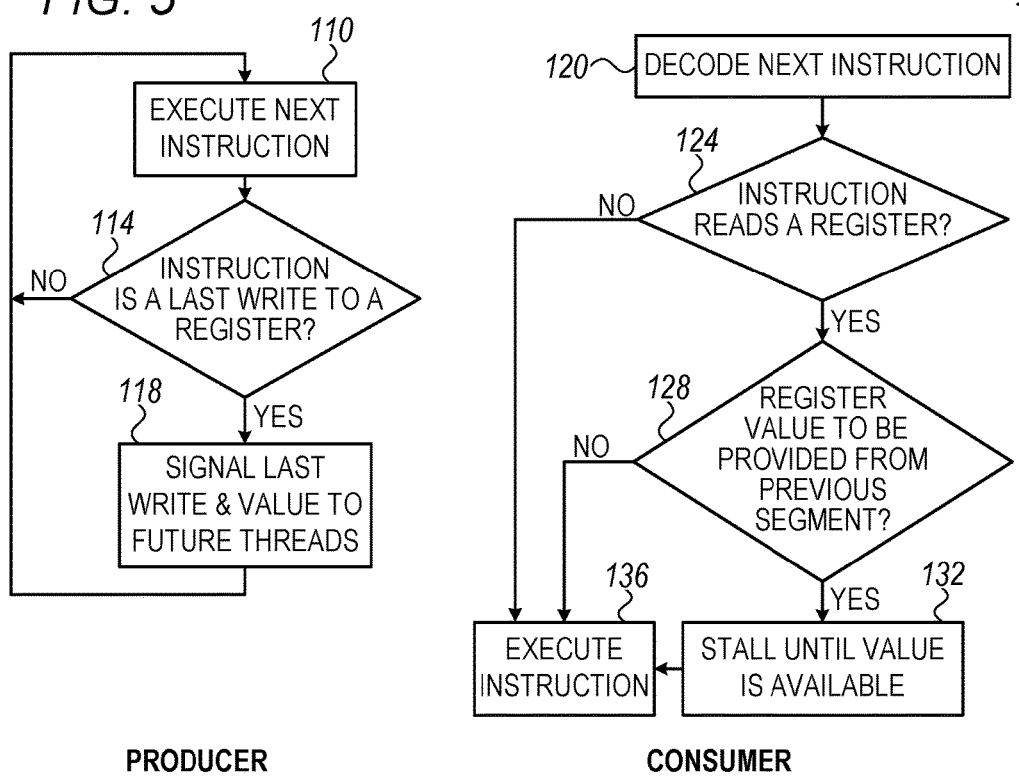 FIG. 5
110
EXECUTE NEXT
INSTRUCTION
114
INSTRUCTION
IS A LAST WRITE TO A
REGISTER?
NO
YES
118
SIGNAL LAST
WRITE & VALUE TO
FUTURE THREADS
PRODUCER
120
DECODE NEXT INSTRUCTION
124
INSTRUCTION
READS A REGISTER?
NO
YES
128
REGISTER
VALUE TO BE
PROVIDED FROM
PREVIOUS
SEGMENT?
NO
YES
132
STALL UNTIL VALUE
IS AVAILABLE
136
EXECUTE
INSTRUCTION
CONSUMER